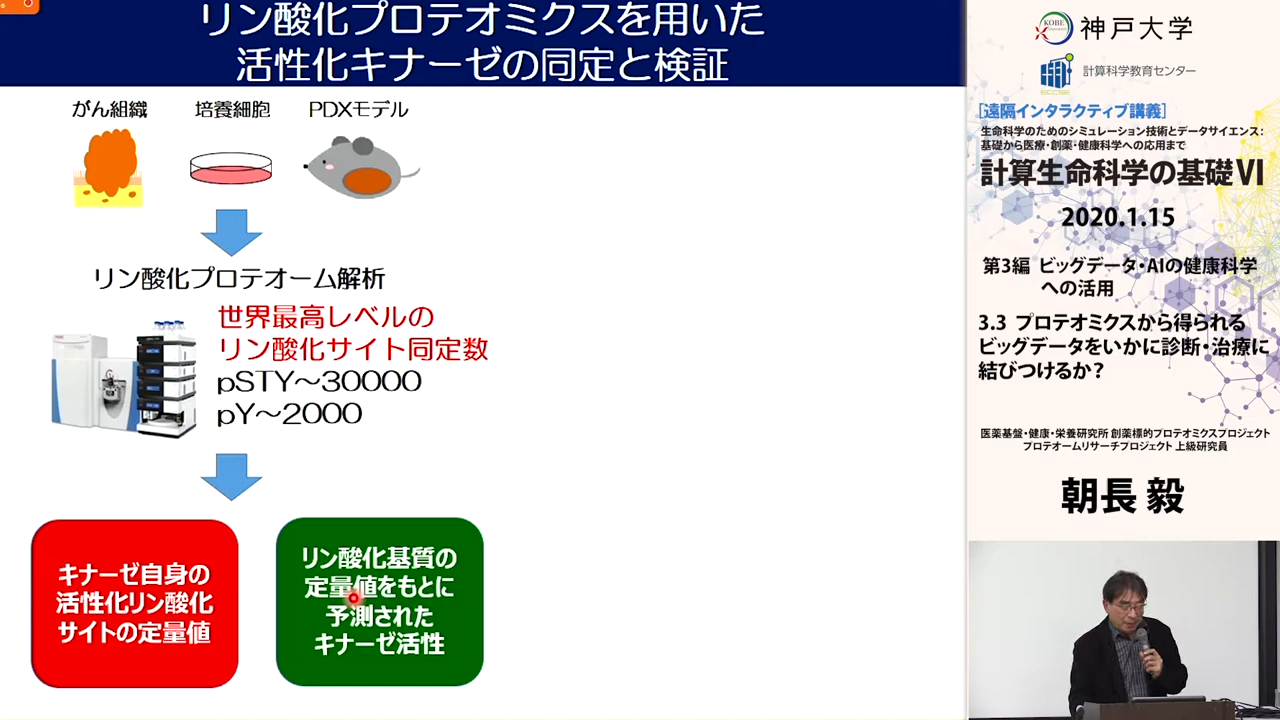 リン酸化プロテオミクスを用いた
活性化キナーゼの同定と検証
がん組織
培養細胞
PDXモデル
リン酸化プロテオーム解析
世界最高レベルの
リン酸化サイト同定数
pSTY～30000
pY～2000
キナーゼ自身の
活性化リン酸化
サイトの定量値
リン酸化基質の
定量値をもとに
予測された
キナーゼ活性
KOBE
神戸大学
計算科学教育センター
[遠隔インタラクティブ講義]
生命科学のためのシミュレーション技術とデータサイエンス：
基礎から医療・創薬・健康科学への応用まで
計算生命科学の基礎Ⅵ
2020.1.15
第3編 ビッグデータ・AIの健康科学
への活用
3.3 プロテオミクスから得られる
ビッグデータをいかに診断・治療に
結びつけるか？
医薬基盤・健康・栄養研究所 創薬標的プロテオミクスプロジェクト
プロテオームリサーチプロジェクト 上級研究員
朝長 毅